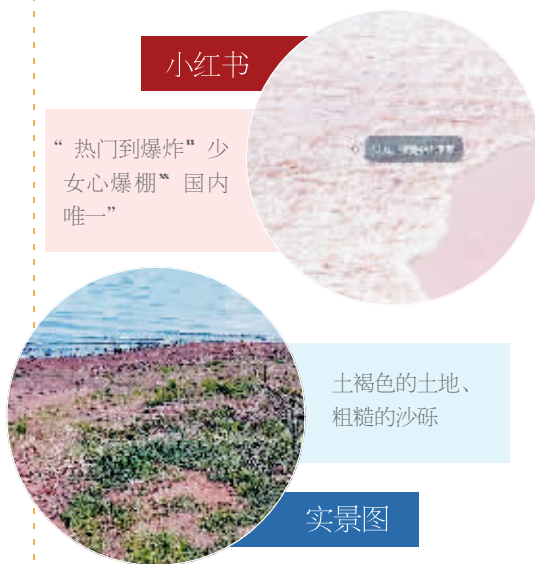 小红书
“ 热门到爆炸〞少
女心爆棚〝 国内
唯一”
土褐色的土地、
粗糙的沙砾
实景图